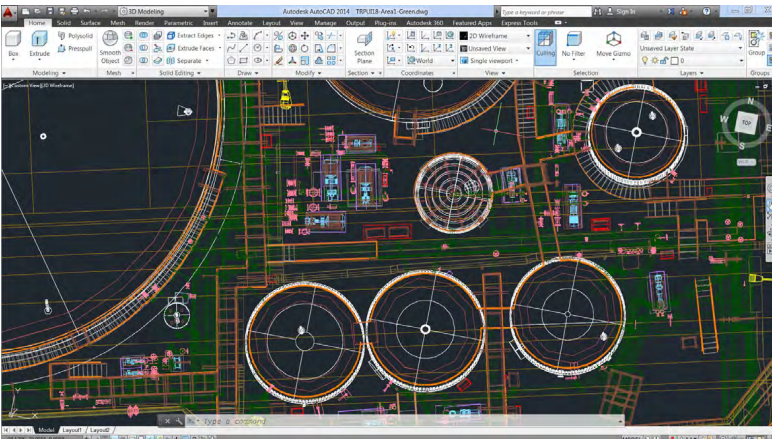 3D Modeling
Autodesk AutoCAD 2014 TRPUI18-Area1-Green.dwg
Type a keyword or phrase
Sign In
Home Solid Surface Mesh Render Parametric Insert Annotate Layout View Manage Output Plug-ins Autodesk 360 Featured Apps Express Tools
Box
Extrude
Polysolid
Presspull
Smooth Object
Extract Edges
Extrude Faces
Separate
Section Plane
World
2D Wireframe
Unsaved View
Single viewport
Culling
No Filter
Move Gizmo
Unsaved Layer State
0
Group
Modeling Mesh Solid Editing Draw Modify Section Coordinates View Selection Layers Groups
[-][Custom View][2D Wireframe]
N
W TOP E
S
Type a command
Model Layout1 Layout2